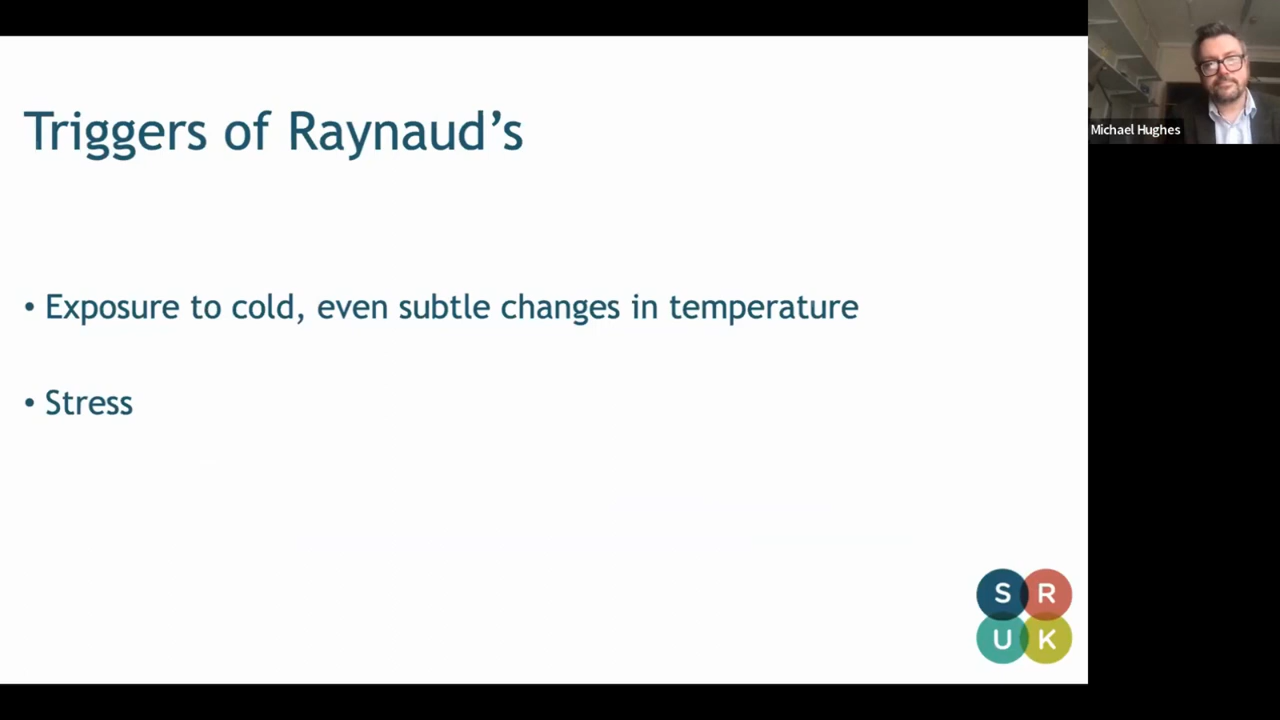 Triggers of Raynaud's
• Exposure to cold, even subtle changes in temperature
• Stress
Michael Hughes
S R
U K